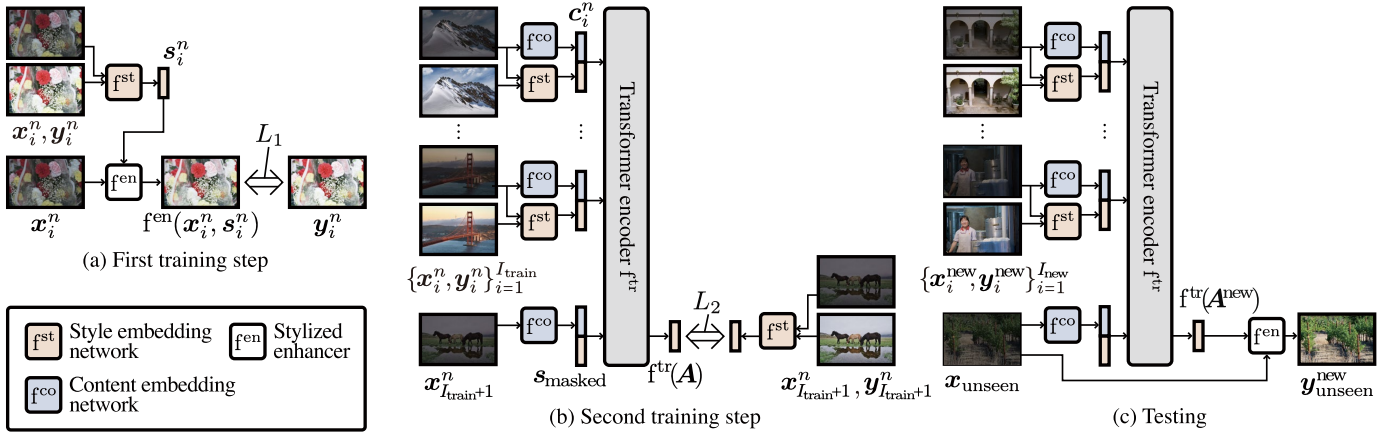 s_i^n
f^st
x_i^n, y_i^n
L_1
f^en
x_i^n
f^en(x_i^n, s_i^n)
y_i^n
(a) First training step
f^st Style embedding network
f^en Stylized enhancer
f^co Content embedding network
c_i^n
f^co
f^st
⋮
⋮
f^co
f^st
Transformer encoder f^tr
{x_i^n, y_i^n}_{i=1}^{I_train}
f^co
L_2
f^st
x_{I_train+1}^n
s_masked
f^tr(A)
x_{I_train+1}^n, y_{I_train+1}^n
(b) Second training step
f^co
f^st
⋮
⋮
f^co
f^st
Transformer encoder f^tr
{x_i^new, y_i^new}_{i=1}^{I_new}
f^tr(A^new)
f^co
f^en
x_unseen
y_unseen^new
(c) Testing